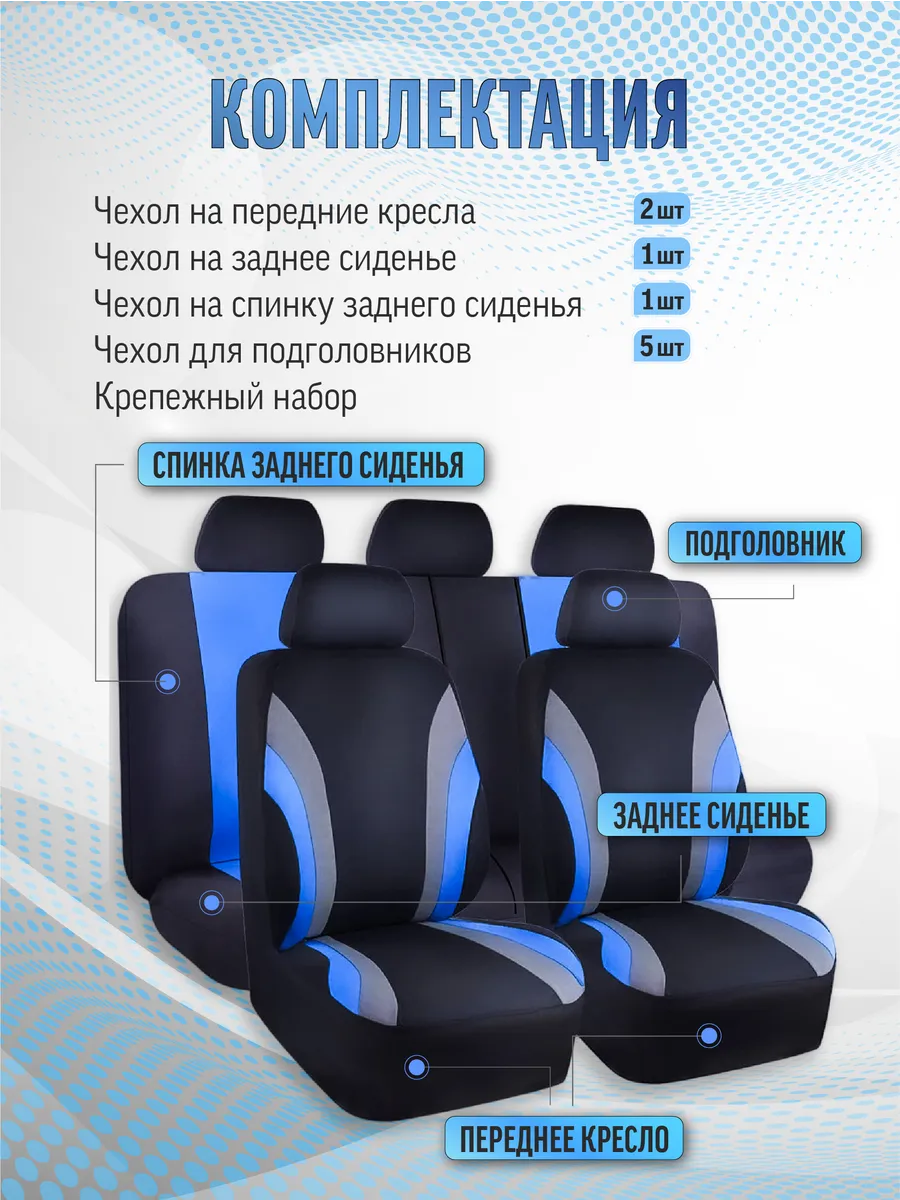 КОМПЛЕКТАЦИЯ
Чехол на передние кресла 2 шт
Чехол на заднее сиденье 1 шт
Чехол на спинку заднего сиденья 1 шт
Чехол для подголовников 5 шт
Крепежный набор
СПИНКА ЗАДНЕГО СИДЕНЬЯ
ПОДГОЛОВНИК
ЗАДНЕЕ СИДЕНЬЕ
ПЕРЕДНЕЕ КРЕСЛО